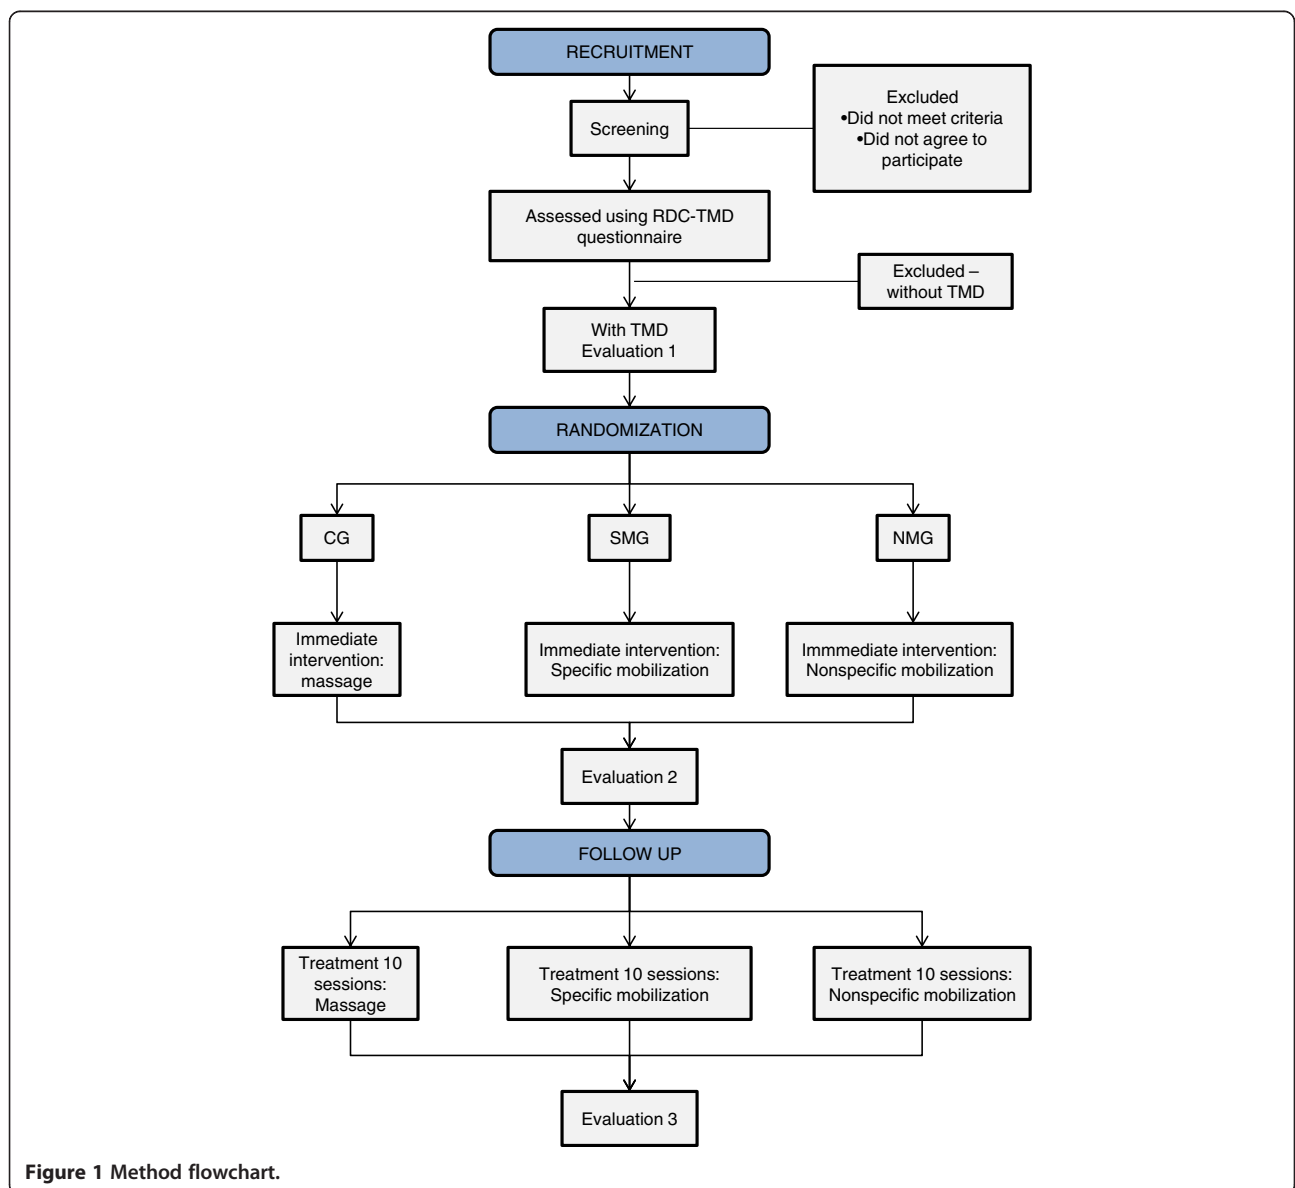 RECRUITMENT
Screening
Excluded
•Did not meet criteria
•Did not agree to
participate
Assessed using RDC-TMD
questionnaire
Excluded –
without TMD
With TMD
Evaluation 1
RANDOMIZATION
CG
SMG
NMG
Immediate
intervention:
massage
Immediate intervention:
Specific mobilization
Immmediate intervention:
Nonspecific mobilization
Evaluation 2
FOLLOW UP
Treatment 10
sessions:
Massage
Treatment 10 sessions:
Specific mobilization
Treatment 10 sessions:
Nonspecific mobilization
Evaluation 3
Figure 1 Method flowchart.